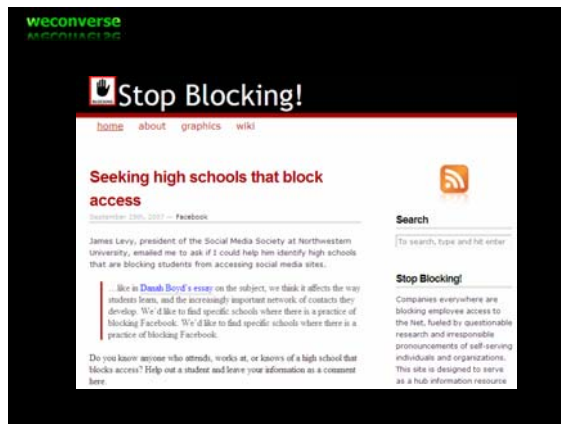 weconverse
Stop Blocking!
home about graphics wiki
Seeking high schools that block
access
September 25th, 2007 — Facebook
James Levy, president of the Social Media Society at Northwestern
University, emailed me to ask if I could help him identify high schools
that are blocking students from accessing social media sites.
…like in Danah Boyd's essay on the subject, we think it affects the way
students learn, and the increasingly important network of contacts they
develop. We'd like to find specific schools where there is a practice of
blocking Facebook. We'd like to find specific schools where there is a
practice of blocking Facebook.
Do you know anyone who attends, works at, or knows of a high school that
blocks access? Help out a student and leave your information as a comment
here.
Search
To search, type and hit enter
Stop Blocking!
Companies everywhere are
blocking employee access to
the Net, fueled by questionable
research and irresponsible
pronouncements of self-serving
individuals and organizations.
This site is designed to serve
as a hub information resource